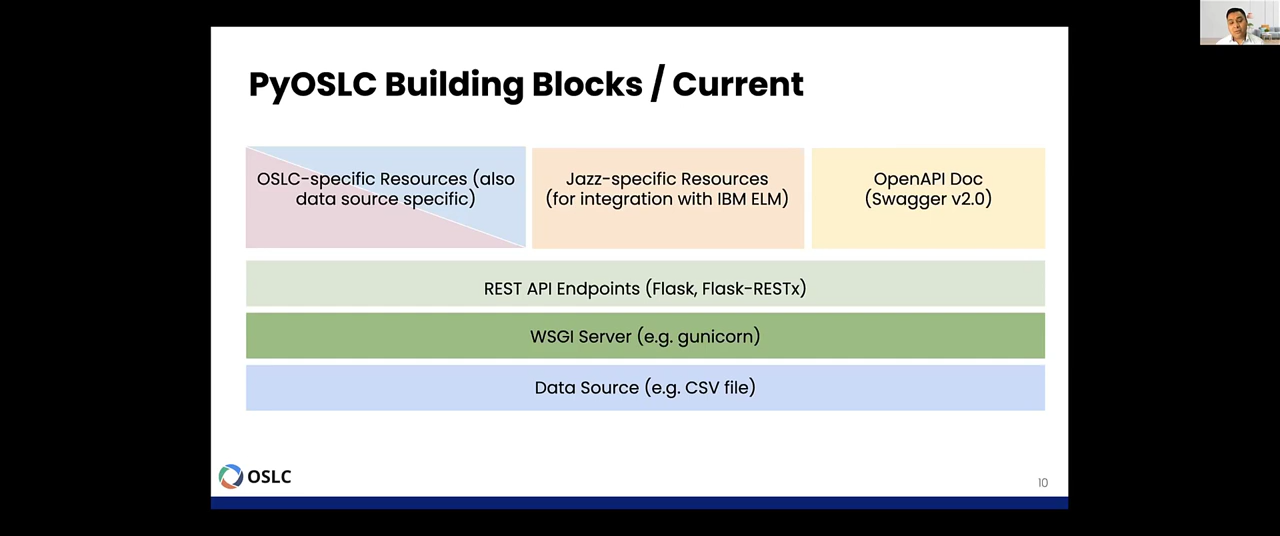 PyOSLC Building Blocks / Current
OSLC-specific Resources (also
data source specific)
Jazz-specific Resources
(for integration with IBM ELM)
OpenAPI Doc
(Swagger v2.0)
REST API Endpoints (Flask, Flask-RESTx)
WSGI Server (e.g. gunicorn)
Data Source (e.g. CSV file)
OSLC
10